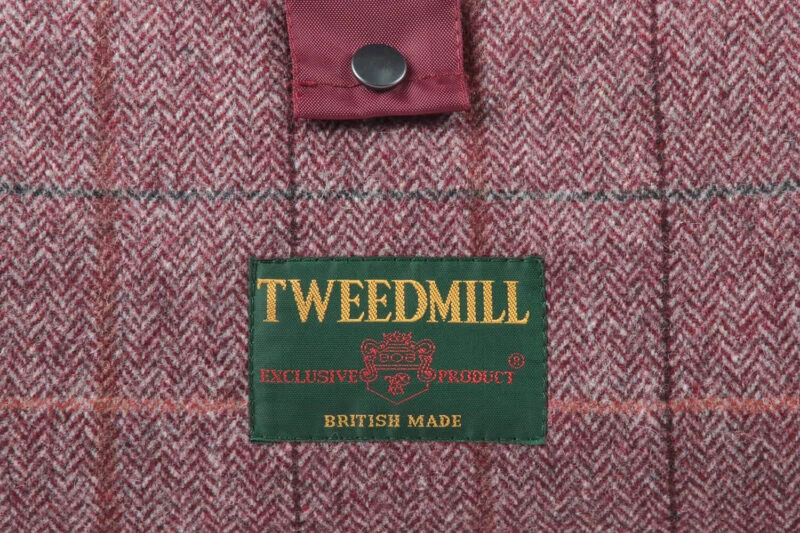 TWEEDMILL
EXCLUSIVE PRODUCT ®
BRITISH MADE